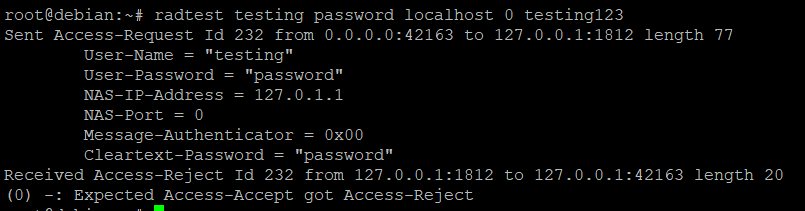 root@debian:~# radtest testing password localhost 0 testing123
Sent Access-Request Id 232 from 0.0.0.0:42163 to 127.0.0.1:1812 length 77
User-Name = "testing"
User-Password = "password"
NAS-IP-Address = 127.0.1.1
NAS-Port = 0
Message-Authenticator = 0x00
Cleartext-Password = "password"
Received Access-Reject Id 232 from 127.0.0.1:1812 to 127.0.0.1:42163 length 20
(0) -: Expected Access-Accept got Access-Reject
root@debian:~#